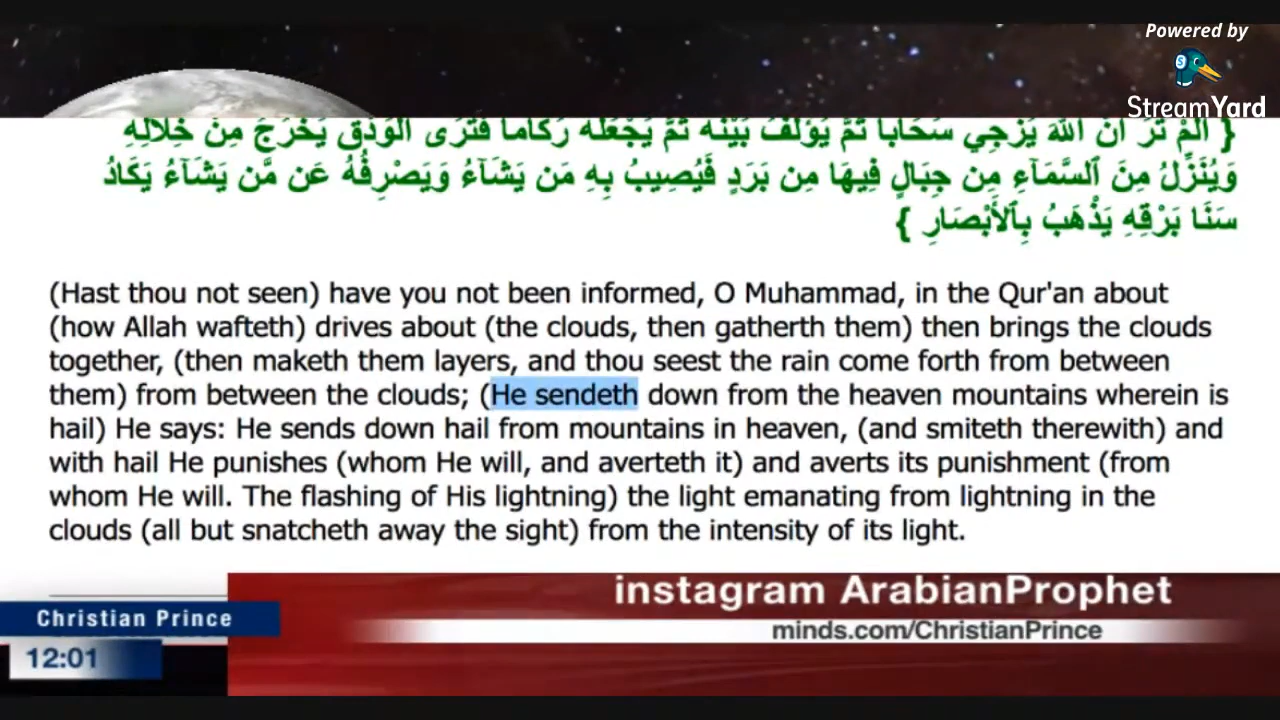 Powered by
StreamYard
{ أَلَمْ تَرَ أَنَّ ٱللَّهَ يُزْجِي سَحَاباً ثُمَّ يُؤَلِّفُ بَيْنَهُ ثُمَّ يَجْعَلُهُ رُكَاماً فَتَرَى ٱلْوَدْقَ يَخْرُجُ مِنْ خِلاَلِهِ
وَيُنَزِّلُ مِنَ ٱلسَّمَآءِ مِن جِبَالٍ فِيهَا مِن بَرَدٍ فَيُصِيبُ بِهِ مَن يَشَآءُ وَيَصْرِفُهُ عَن مَّن يَشَآءُ يَكَادُ
سَنَا بَرْقِهِ يَذْهَبُ بِٱلأَبْصَارِ }
(Hast thou not seen) have you not been informed, O Muhammad, in the Qur'an about
(how Allah wafteth) drives about (the clouds, then gatherth them) then brings the clouds
together, (then maketh them layers, and thou seest the rain come forth from between
them) from between the clouds; (He sendeth down from the heaven mountains wherein is
hail) He says: He sends down hail from mountains in heaven, (and smiteth therewith) and
with hail He punishes (whom He will, and averteth it) and averts its punishment (from
whom He will. The flashing of His lightning) the light emanating from lightning in the
clouds (all but snatcheth away the sight) from the intensity of its light.
instagram ArabianProphet
Christian Prince
minds.com/ChristianPrince
12:01